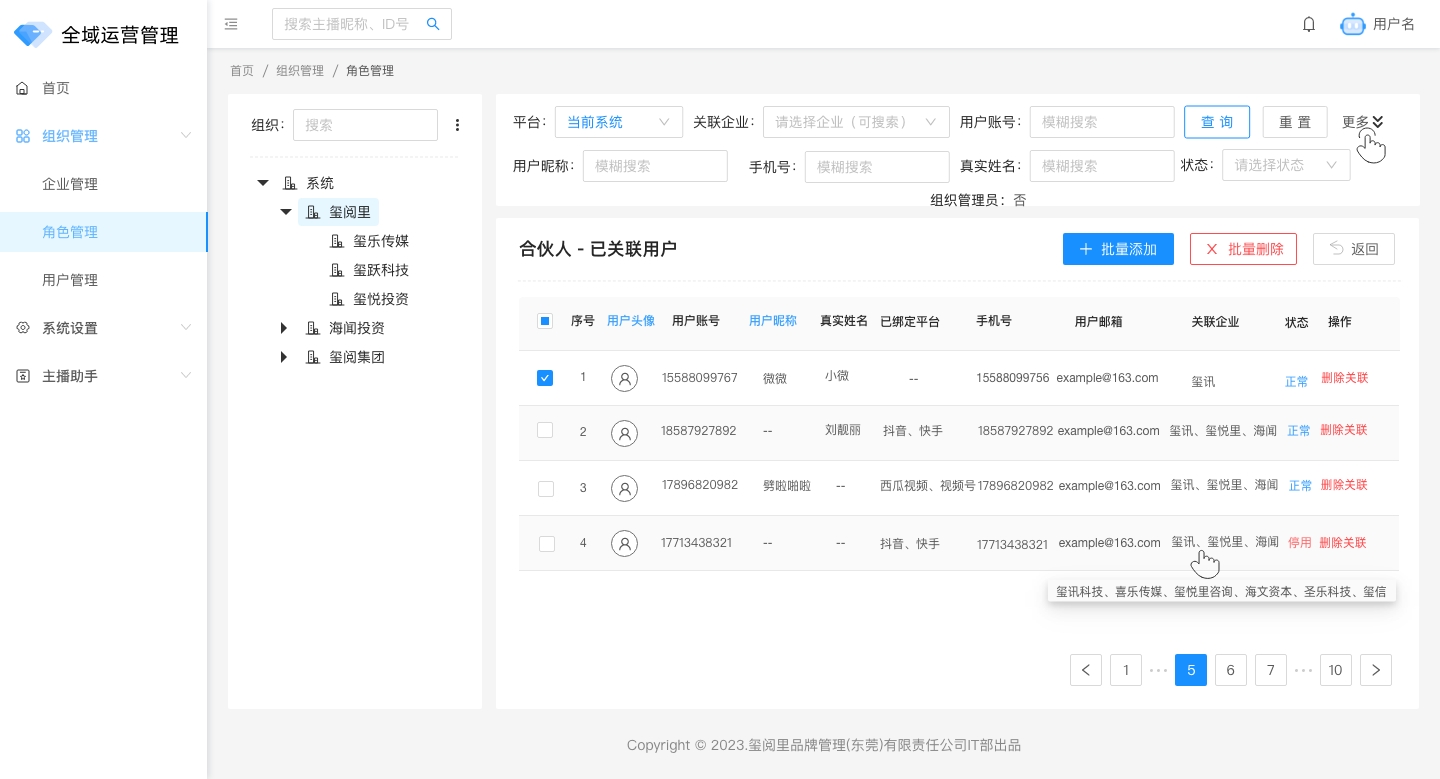 全域运营管理
搜索主播昵称、ID号
用户名
首页
组织管理
企业管理
角色管理
用户管理
系统设置
主播助手
首页 / 组织管理 / 角色管理
组织:
搜索
系统
玺阅里
玺乐传媒
玺跃科技
玺悦投资
海闻投资
玺阅集团
平台: 当前系统 关联企业: 请选择企业（可搜索） 用户账号: 模糊搜索 查 询 重 置 更多
用户昵称: 模糊搜索 手机号: 模糊搜索 真实姓名: 模糊搜索 状态: 请选择状态
组织管理员: 否
合伙人 - 已关联用户 批量添加 批量删除 返回
序号 用户头像 用户账号 用户昵称 真实姓名 已绑定平台 手机号 用户邮箱 关联企业 状态 操作
1 15588099767 微微 小微 -- 15588099756 example@163.com 玺讯 正常 删除关联
2 18587927892 -- 刘靓丽 抖音、快手 18587927892 example@163.com 玺讯、玺悦里、海闻 正常 删除关联
3 17896820982 劈啦啪啦 -- 西瓜视频、视频号 17896820982 example@163.com 玺讯、玺悦里、海闻 正常 删除关联
4 17713438321 -- -- 抖音、快手 17713438321 example@163.com 玺讯、玺悦里、海闻 停用 删除关联
玺讯科技、喜乐传媒、玺悦里咨询、海文资本、圣乐科技、玺信
1 ··· 5 6 7 ··· 10
Copyright © 2023.玺阅里品牌管理(东莞)有限责任公司IT部出品